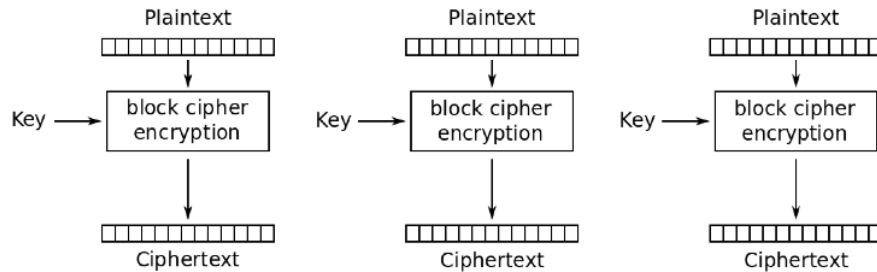 Plaintext Plaintext Plaintext
Key block cipher encryption Key block cipher encryption Key block cipher encryption
Ciphertext Ciphertext Ciphertext